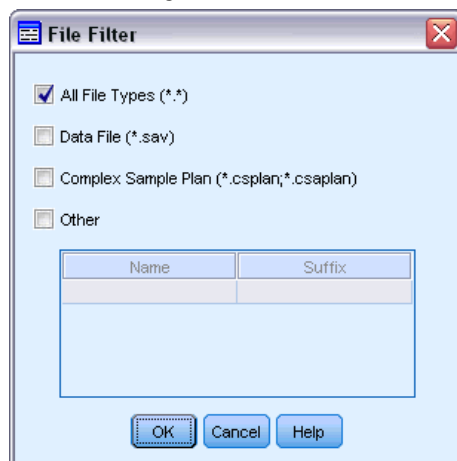 File Filter
All File Types (*.*)
Data File (*.sav)
Complex Sample Plan (*.csplan;*.csaplan)
Other
Name Suffix
OK Cancel Help